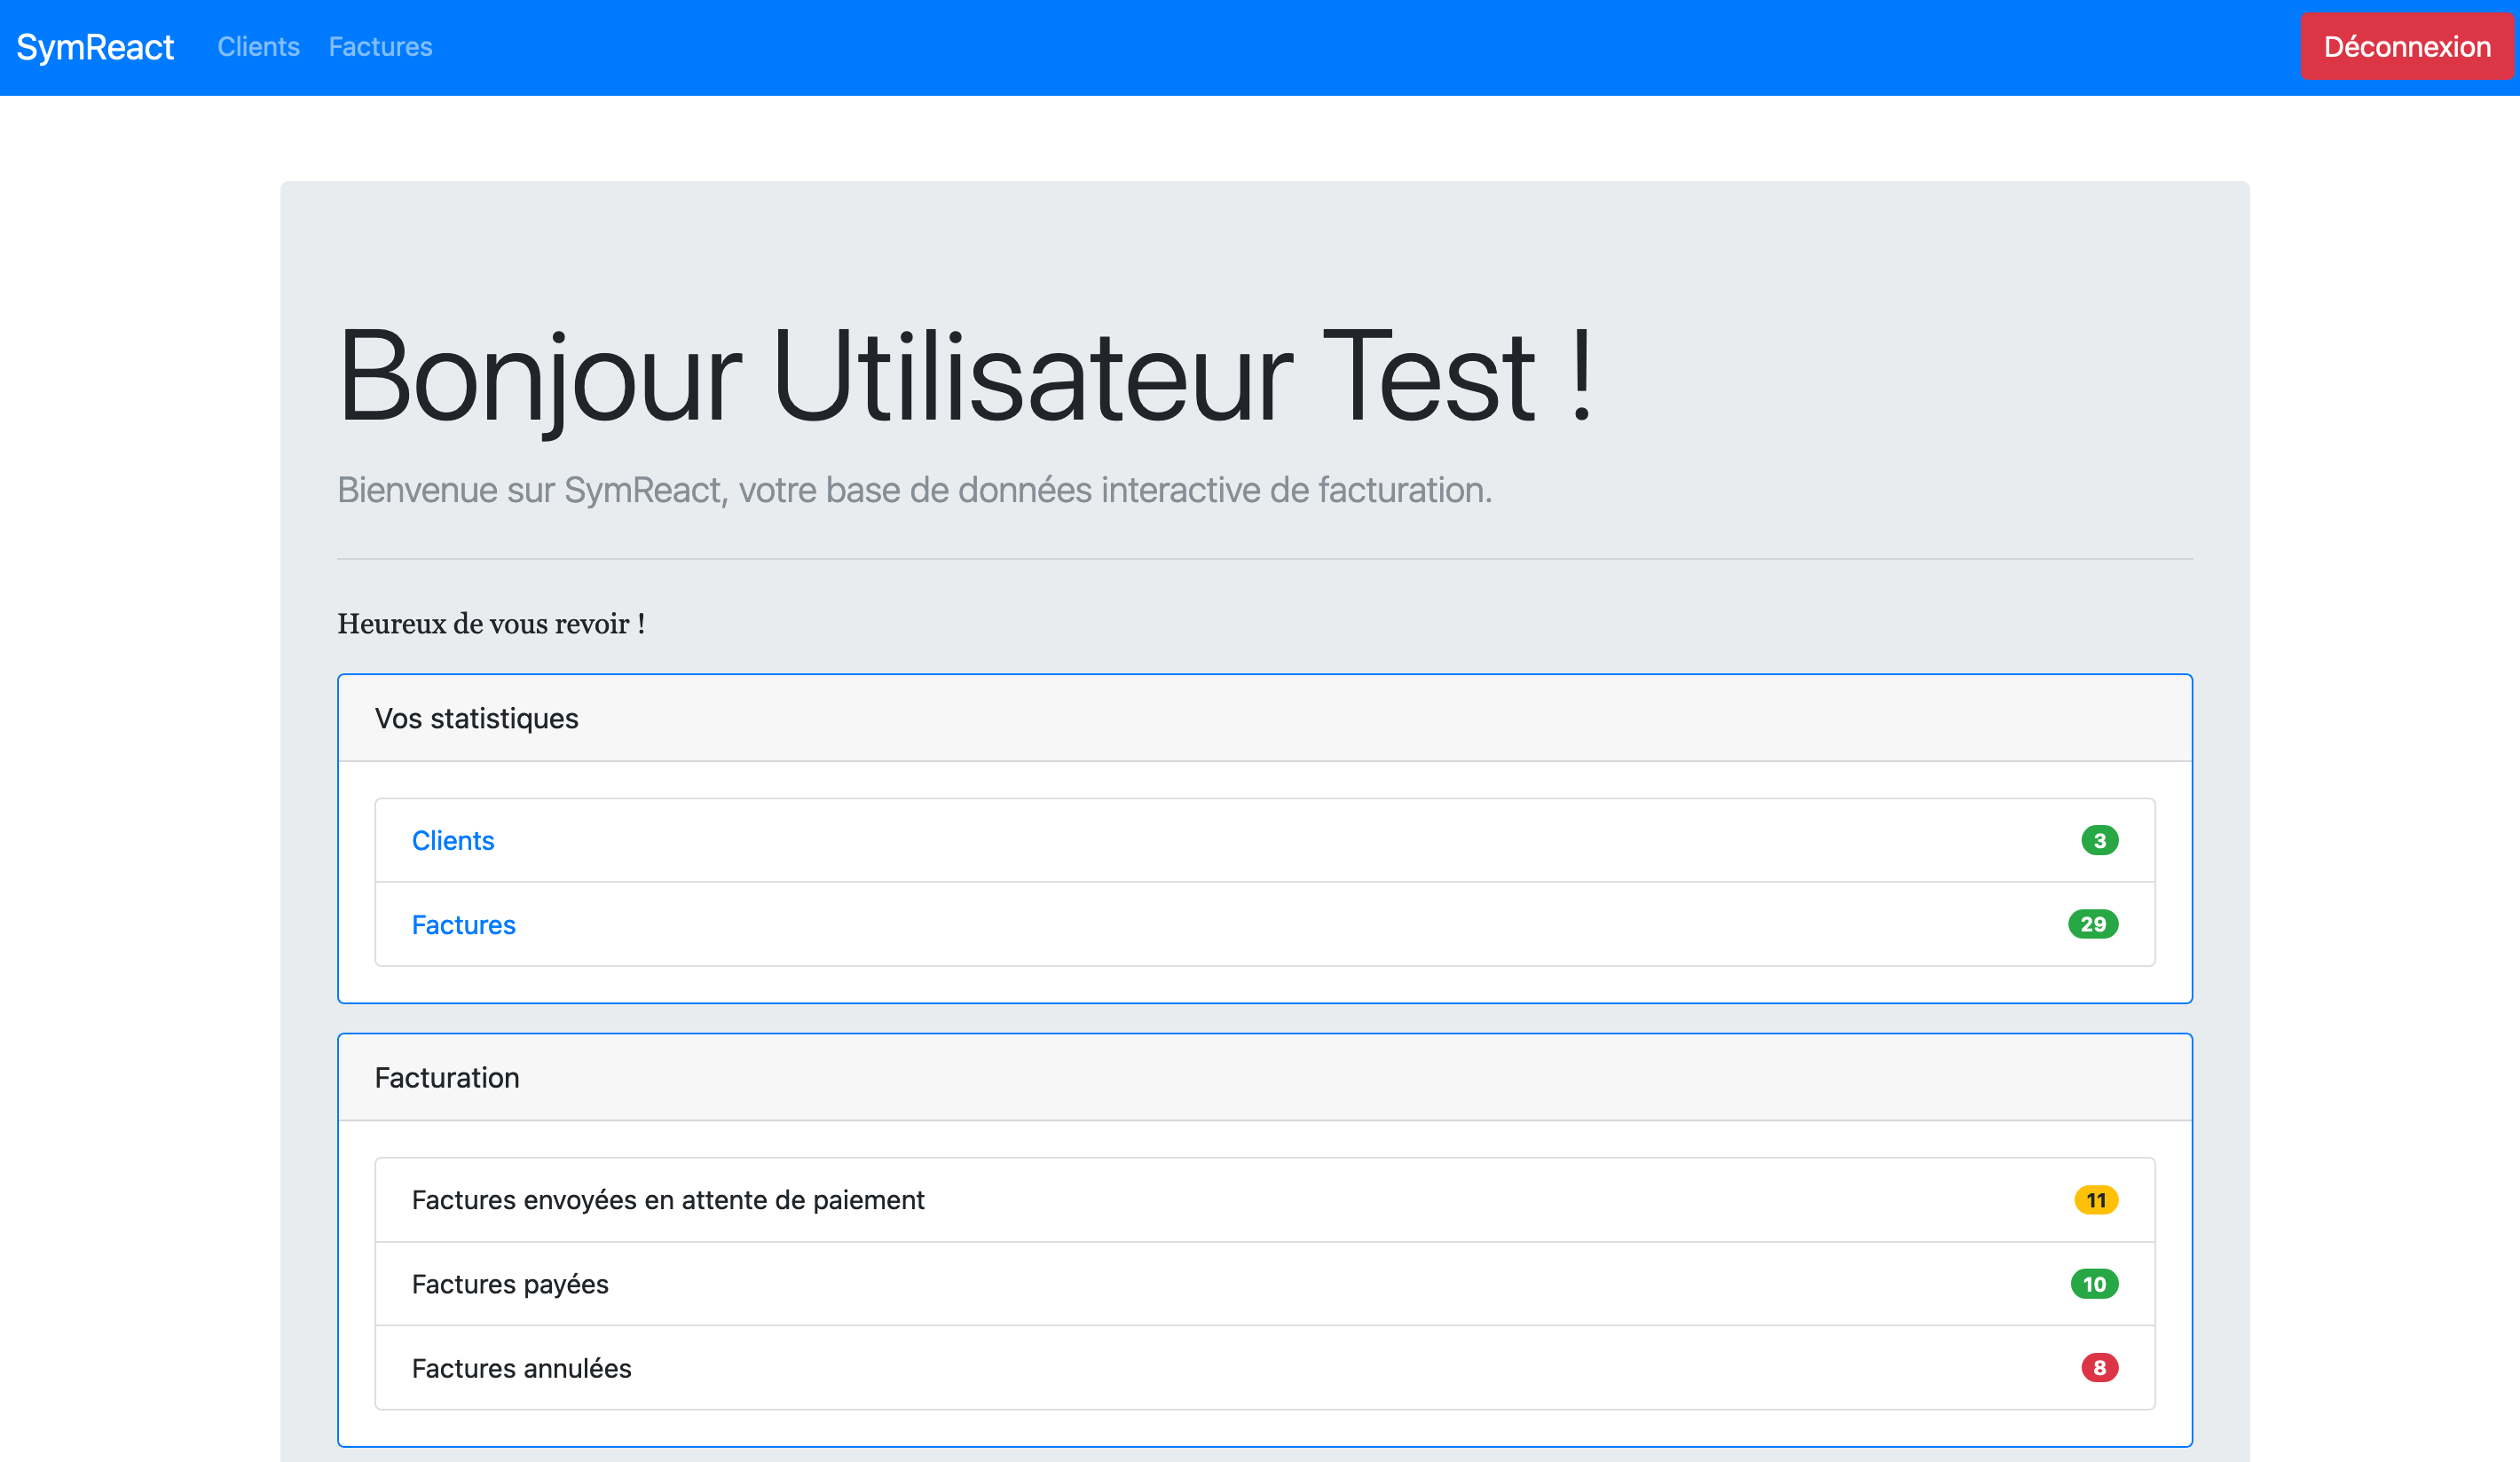 SymReact Clients Factures Déconnexion
Bonjour Utilisateur Test !
Bienvenue sur SymReact, votre base de données interactive de facturation.
Heureux de vous revoir !
Vos statistiques
Clients 3
Factures 29
Facturation
Factures envoyées en attente de paiement 11
Factures payées 10
Factures annulées 8